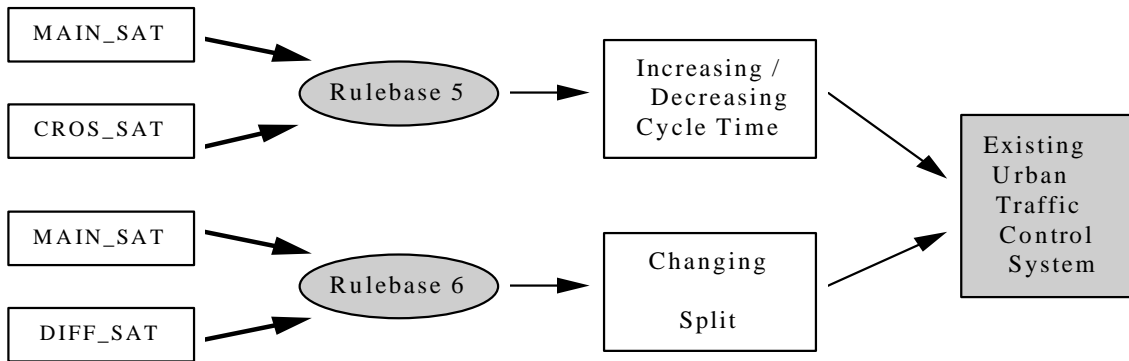 MAIN_SAT
CROS_SAT
Rulebase 5
Increasing /
Decreasing
Cycle Time
MAIN_SAT
DIFF_SAT
Rulebase 6
Changing
Split
Existing
Urban
Traffic
Control
System